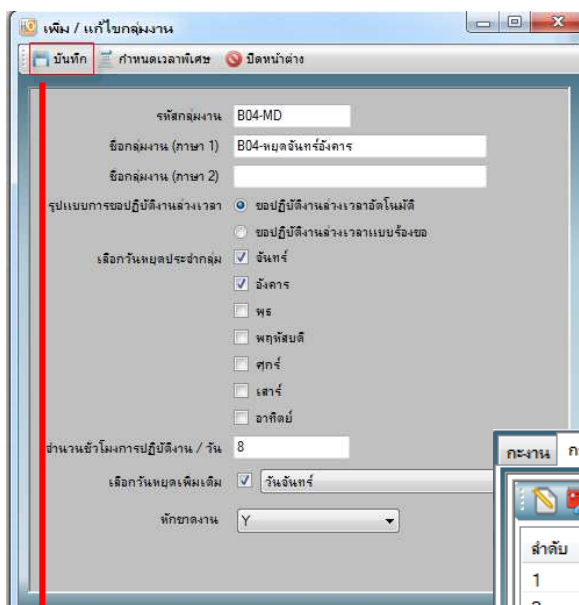 เพิ่ม / แก้ไขกลุ่มงาน
บันทึก กำหนดเวลาพิเศษ ปิดหน้าต่าง
รหัสกลุ่มงาน B04-MD
ชื่อกลุ่มงาน (ภาษา 1) B04-หยุดจันทร์อังคาร
ชื่อกลุ่มงาน (ภาษา 2)
รูปแบบการขอปฏิบัติงานล่วงเวลา ขอปฏิบัติงานล่วงเวลาอัตโนมัติ
ขอปฏิบัติงานล่วงเวลาแบบร้องขอ
เลือกวันหยุดประจำกลุ่ม จันทร์
อังคาร
พุธ
พฤหัสบดี
ศุกร์
เสาร์
อาทิตย์
จำนวนชั่วโมงการปฏิบัติงาน / วัน 8
กะงาน
เลือกวันหยุดเพิ่มเติม วันจันทร์
หักขาดงาน Y
ลำดับ
1